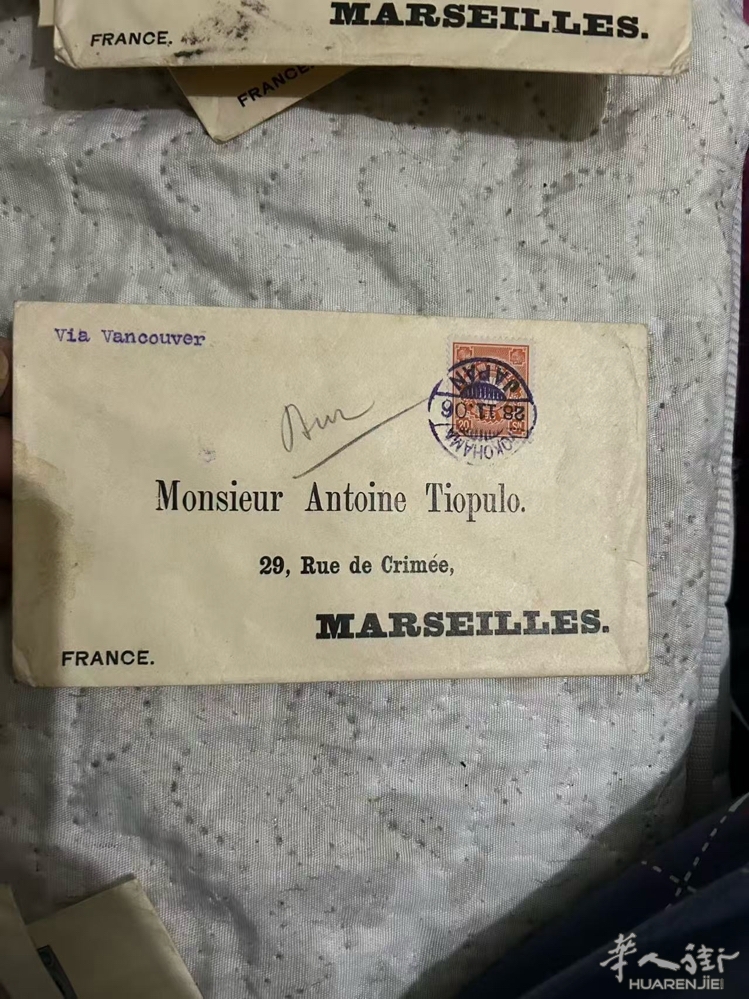 MARSEILLES.
FRANCE.
FRANCE.
Via Vancouver
JAPAN
28.11.06
YOKOHAMA
Monsieur Antoine Tiopulo.
29, Rue de Crimée,
MARSEILLES.
FRANCE.
华人街
HUARENJIE